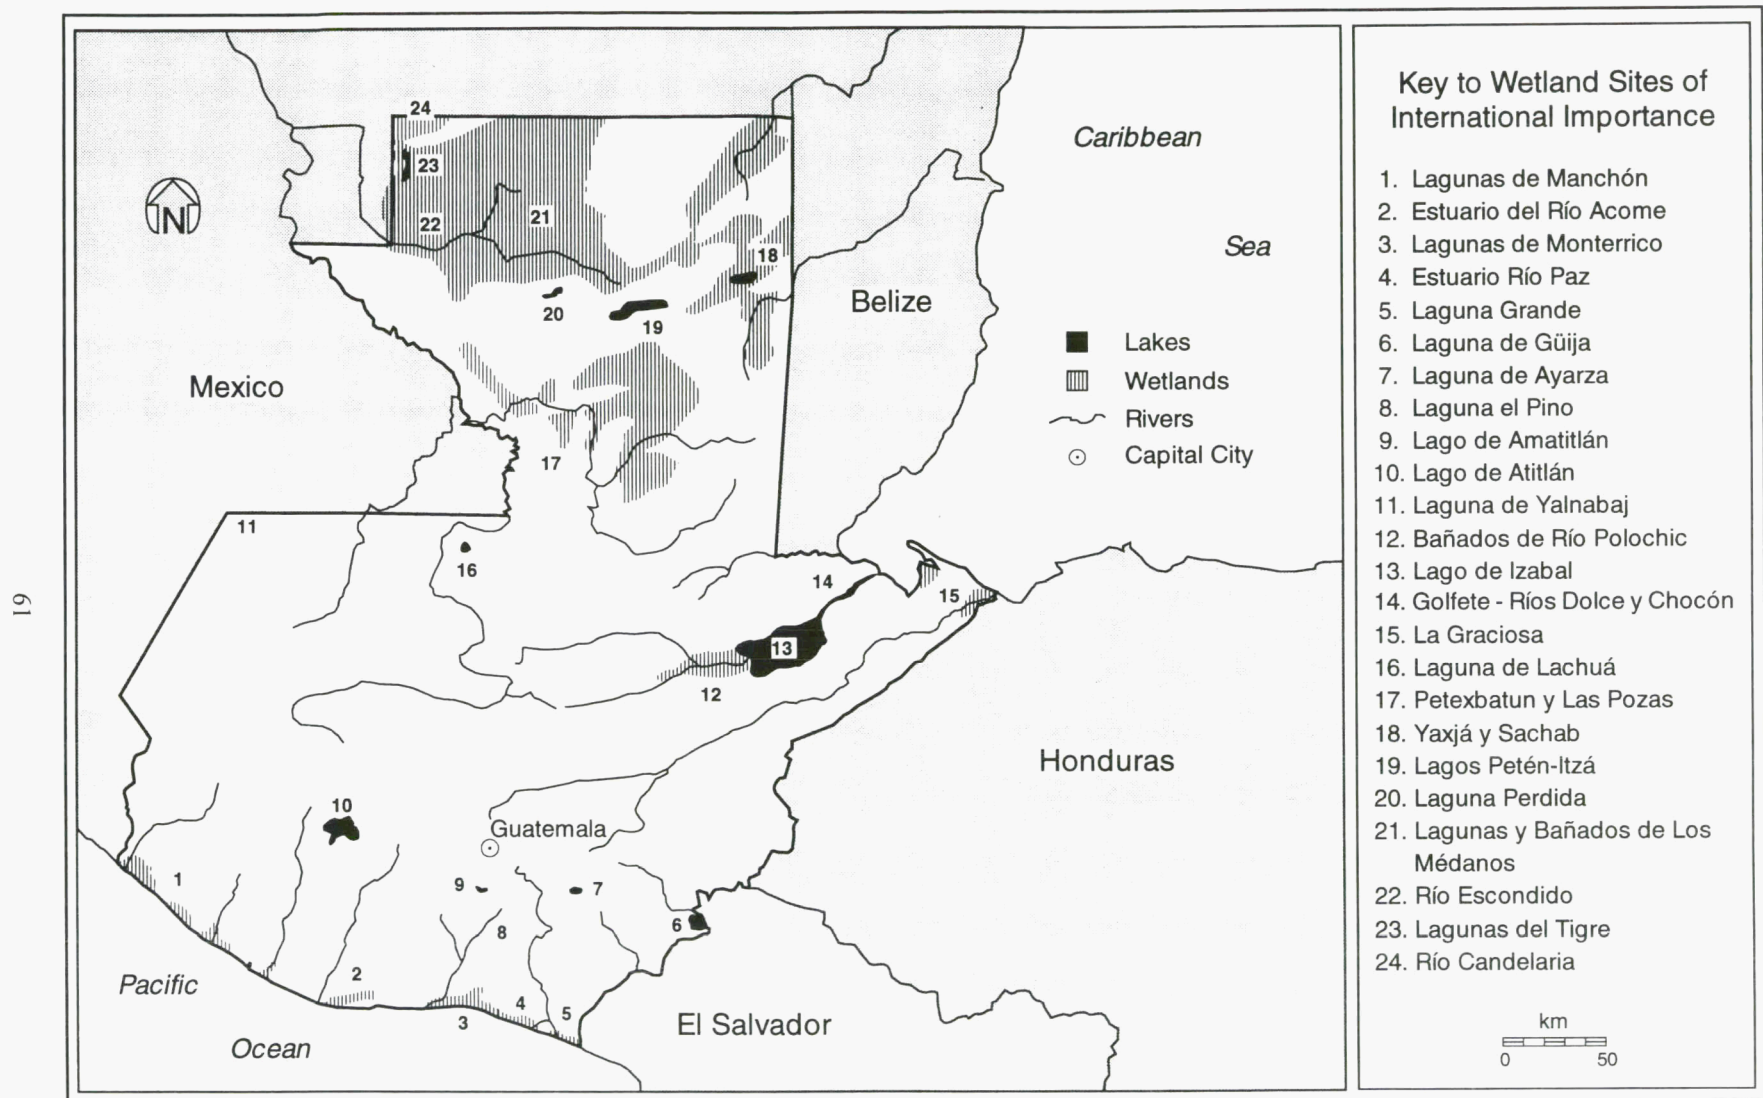 24
Caribbean
23
N
22
21
18
Sea
20
19
Belize
Lakes
Mexico
Wetlands
Rivers
Capital City
17
11
16
14
15
13
12
Honduras
10
Guatemala
9
7
1
6
8
2
Pacific
4
5
3
El Salvador
Ocean
61
Key to Wetland Sites of
International Importance
1. Lagunas de Manchón
2. Estuario del Río Acome
3. Lagunas de Monterrico
4. Estuario Río Paz
5. Laguna Grande
6. Laguna de Güija
7. Laguna de Ayarza
8. Laguna el Pino
9. Lago de Amatitlán
10. Lago de Atitlán
11. Laguna de Yalnabaj
12. Bañados de Río Polochic
13. Lago de Izabal
14. Golfete - Ríos Dolce y Chocón
15. La Graciosa
16. Laguna de Lachuá
17. Petexbatun y Las Pozas
18. Yaxjá y Sachab
19. Lagos Petén-Itzá
20. Laguna Perdida
21. Lagunas y Bañados de Los
Médanos
22. Río Escondido
23. Lagunas del Tigre
24. Río Candelaria
km
0 50